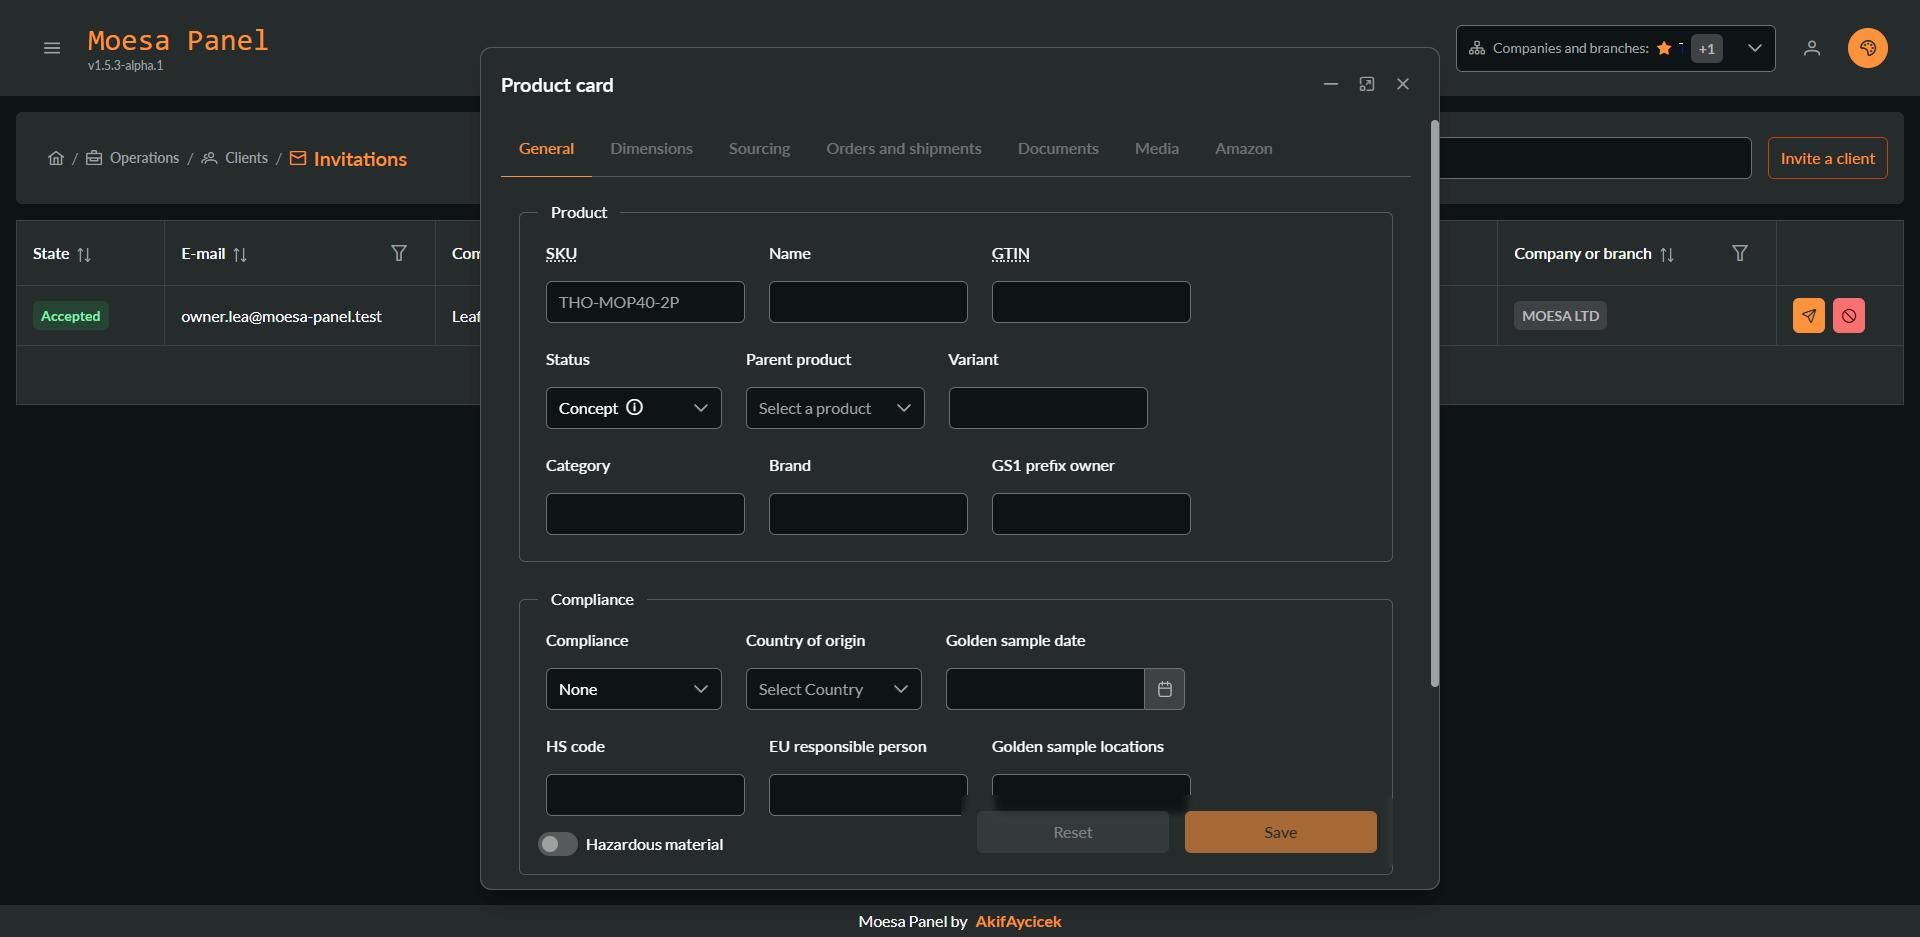 Moesa Panel
v1.5.3-alpha.1
Companies and branches:
+1
/ Operations / Clients / Invitations
Invite a client
State
E-mail
Company or branch
Accepted
owner.lea@moesa-panel.test
MOESA LTD
Product card
General
Dimensions
Sourcing
Orders and shipments
Documents
Media
Amazon
Product
SKU
Name
GTIN
THO-MOP40-2P
Status
Parent product
Variant
Concept
Select a product
Category
Brand
GS1 prefix owner
Compliance
Compliance
Country of origin
Golden sample date
None
Select Country
HS code
EU responsible person
Golden sample locations
Hazardous material
Reset
Save
Moesa Panel by AkifAycicek